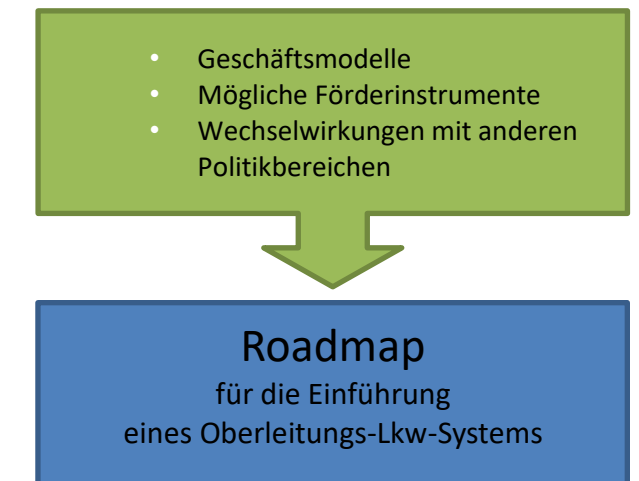 • Geschäftsmodelle
• Mögliche Förderinstrumente
• Wechselwirkungen mit anderen
Politikbereichen
Roadmap
für die Einführung
eines Oberleitungs-Lkw-Systems